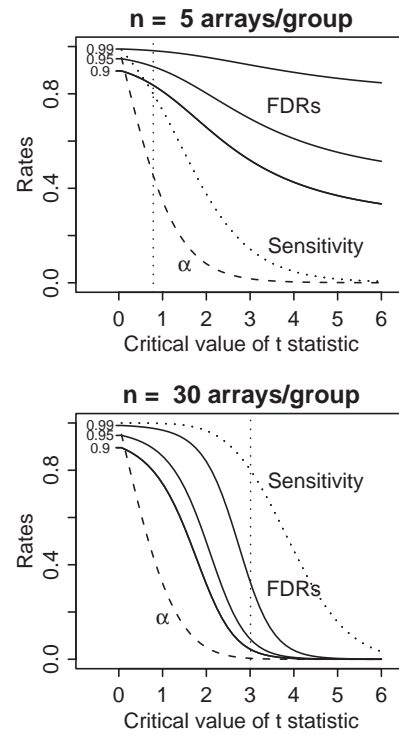 n = 5 arrays/group
0.99
0.95
0.9
0.8
0.4
0.0
Rates
FDRs
Sensitivity
α
0 1 2 3 4 5 6
Critical value of t statistic
n = 30 arrays/group
0.99
0.95
0.9
0.8
0.4
0.0
Rates
Sensitivity
FDRs
α
0 1 2 3 4 5 6
Critical value of t statistic